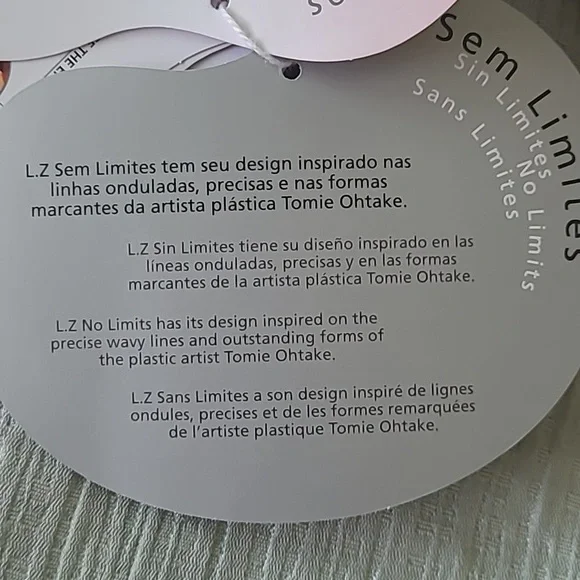 THE
Sem Limites
Sin Limites
No Limits
Sans Limites
L.Z Sem Limites tem seu design inspirado nas
linhas onduladas, precisas e nas formas
marcantes da artista plástica Tomie Ohtake.
L.Z Sin Limites tiene su diseño inspirado en las
líneas onduladas, precisas y en las formas
marcantes de la artista plástica Tomie Ohtake.
L.Z No Limits has its design inspired on the
precise wavy lines and outstanding forms of
the plastic artist Tomie Ohtake.
L.Z Sans Limites a son design inspiré de lignes
ondules, precises et de les formes remarquées
de l'artiste plastique Tomie Ohtake.